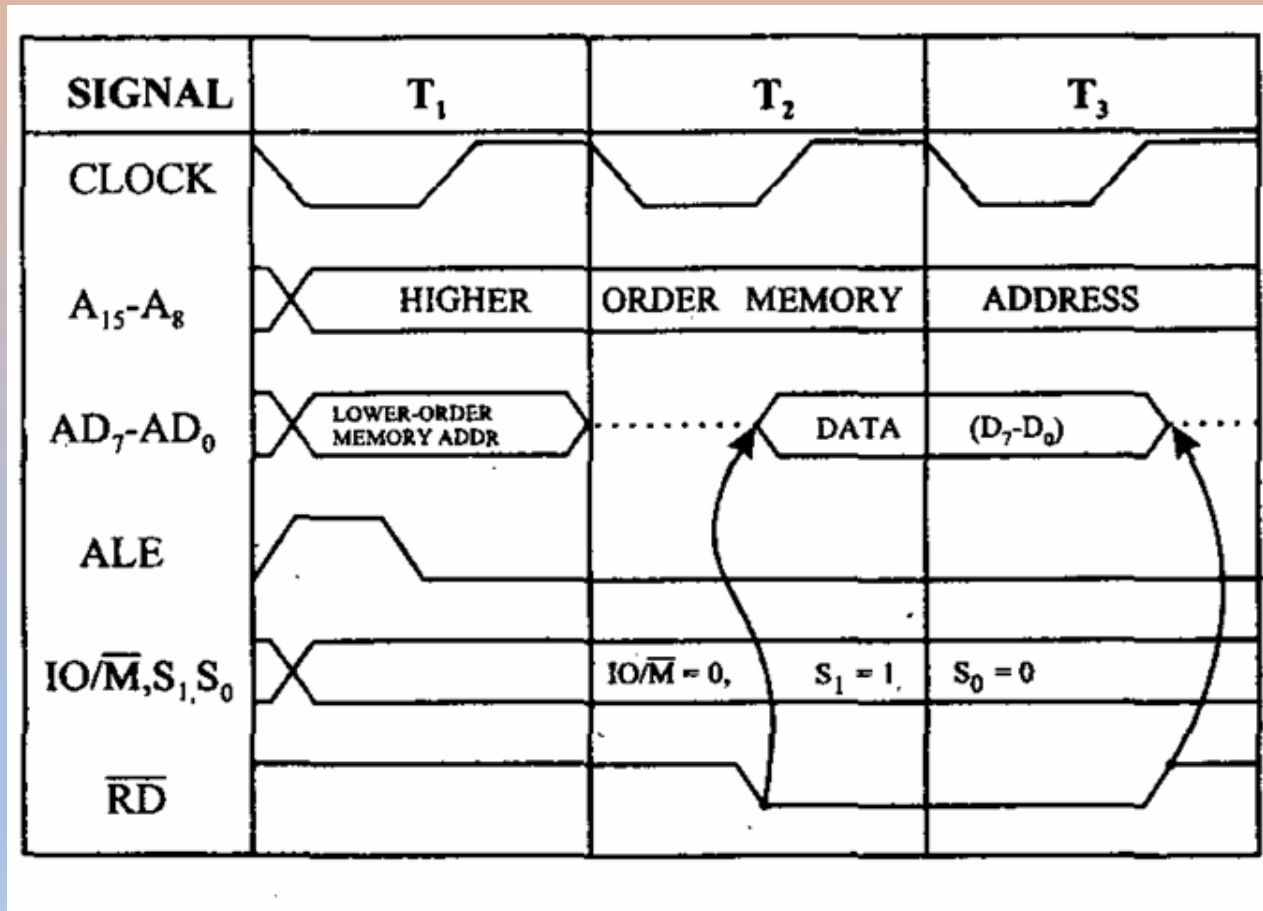 SIGNAL T₁ T₂ T₃
CLOCK
A₁₅-A₈ HIGHER ORDER MEMORY ADDRESS
AD₇-AD₀ LOWER-ORDER MEMORY ADDR DATA (D₇-D₀)
ALE
IO/M̅,S₁,S₀ IO/M̅ = 0, S₁ = 1, S₀ = 0
R̅D̅